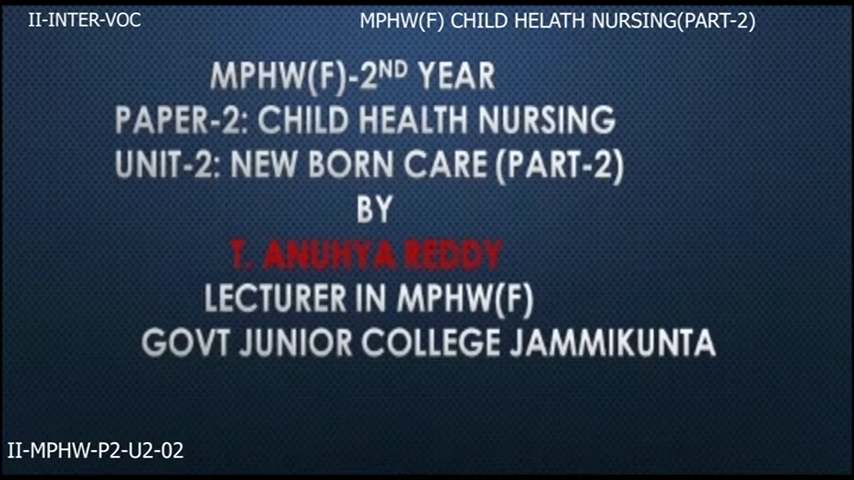 II-INTER-VOC
MPHW(F) CHILD HELATH NURSING(PART-2)
MPHW(F)-2ND YEAR
PAPER-2: CHILD HEALTH NURSING
UNIT-2: NEW BORN CARE (PART-2)
BY
T. ANUHYA REDDY
LECTURER IN MPHW(F)
GOVT JUNIOR COLLEGE JAMMIKUNTA
II-MPHW-P2-U2-02